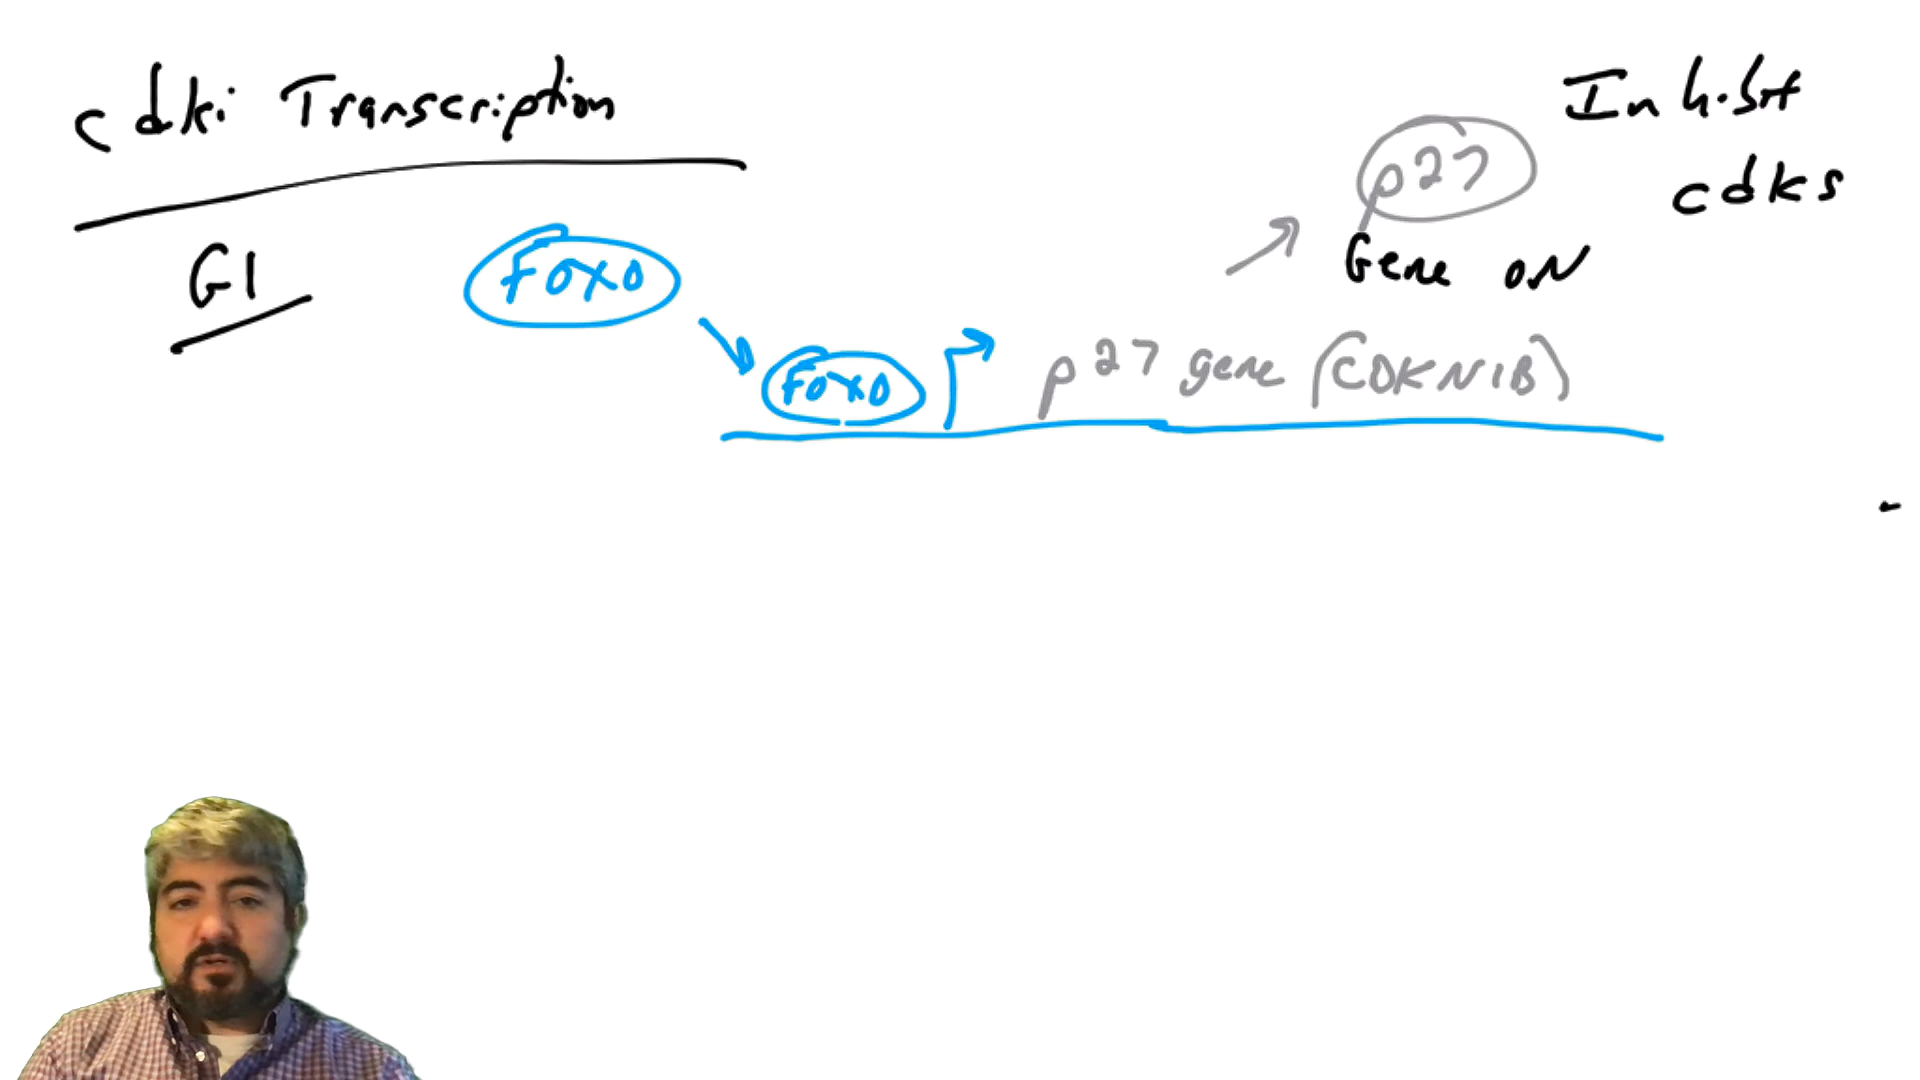 cdki Transcription
Inhibit
p27
cdks
G1
FOXO
Gene ON
FOXO
p27 gene (CDKN1B)